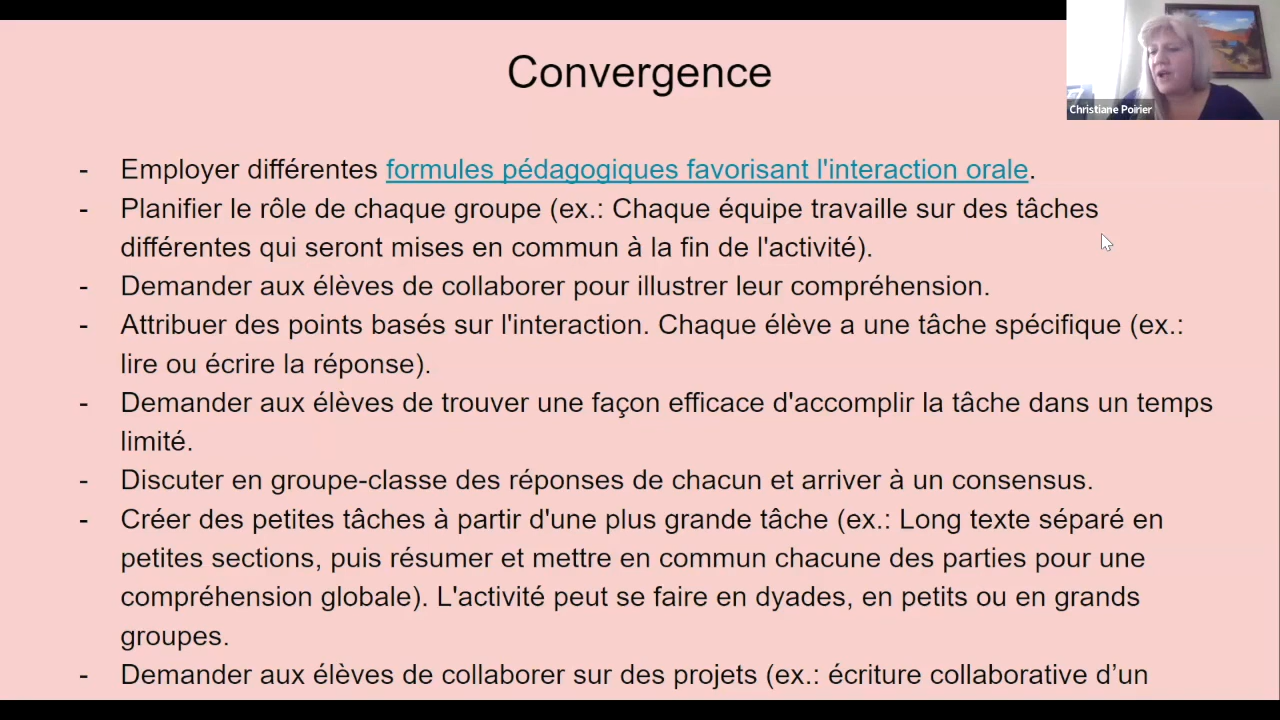 Convergence
Christiane Poirier
- Employer différentes formules pédagogiques favorisant l'interaction orale.
- Planifier le rôle de chaque groupe (ex.: Chaque équipe travaille sur des tâches
différentes qui seront mises en commun à la fin de l'activité).
- Demander aux élèves de collaborer pour illustrer leur compréhension.
- Attribuer des points basés sur l'interaction. Chaque élève a une tâche spécifique (ex.:
lire ou écrire la réponse).
- Demander aux élèves de trouver une façon efficace d'accomplir la tâche dans un temps
limité.
- Discuter en groupe-classe des réponses de chacun et arriver à un consensus.
- Créer des petites tâches à partir d'une plus grande tâche (ex.: Long texte séparé en
petites sections, puis résumer et mettre en commun chacune des parties pour une
compréhension globale). L'activité peut se faire en dyades, en petits ou en grands
groupes.
- Demander aux élèves de collaborer sur des projets (ex.: écriture collaborative d’un